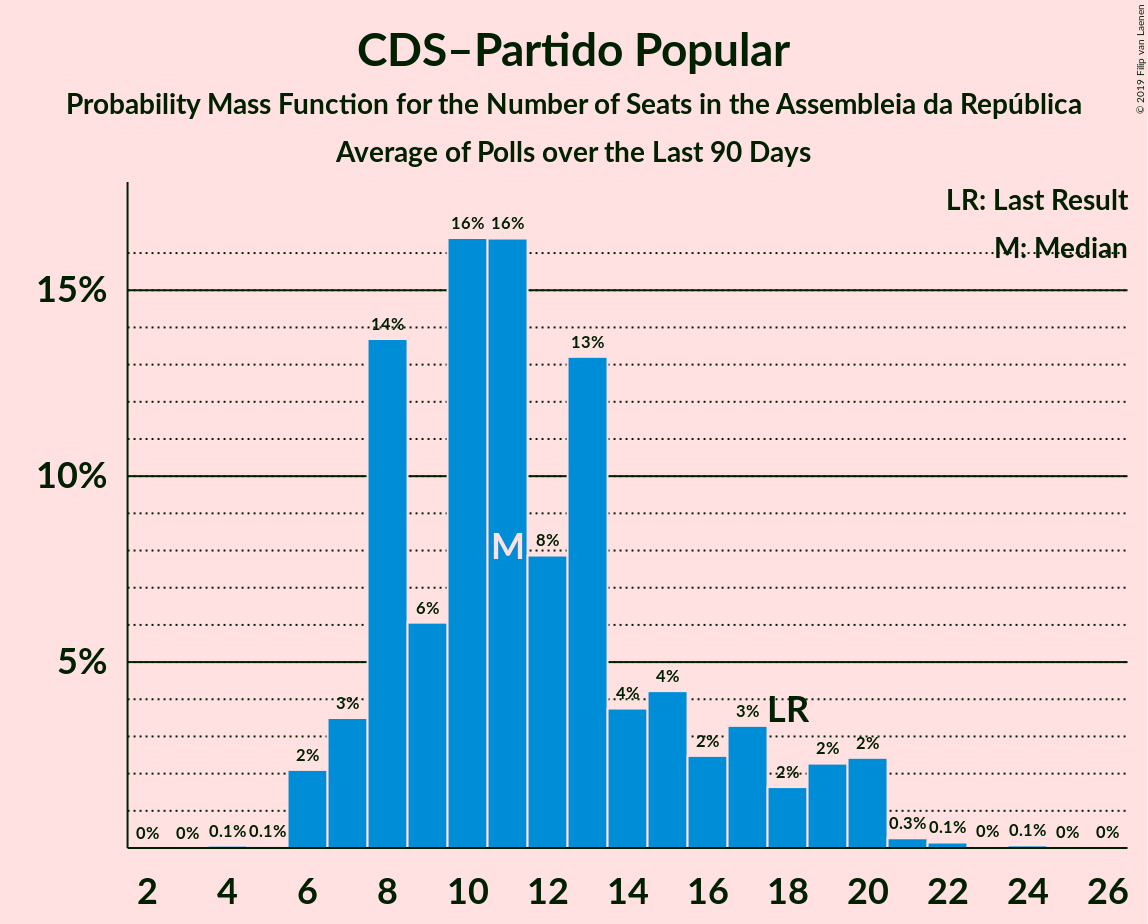 CDS–Partido Popular
Probability Mass Function for the Number of Seats in the Assembleia da República
Average of Polls over the Last 90 Days
© 2019 Filip van Laenen
LR: Last Result
M: Median
15%
10%
5%
0% 0% 0.1% 0.1% 2% 3% 14% 6% 16% 16% 8% 13% 4% 4% 2% 3% 2% 2% 2% 0.3% 0.1% 0% 0.1% 0% 0%
M
LR
2 4 6 8 10 12 14 16 18 20 22 24 26